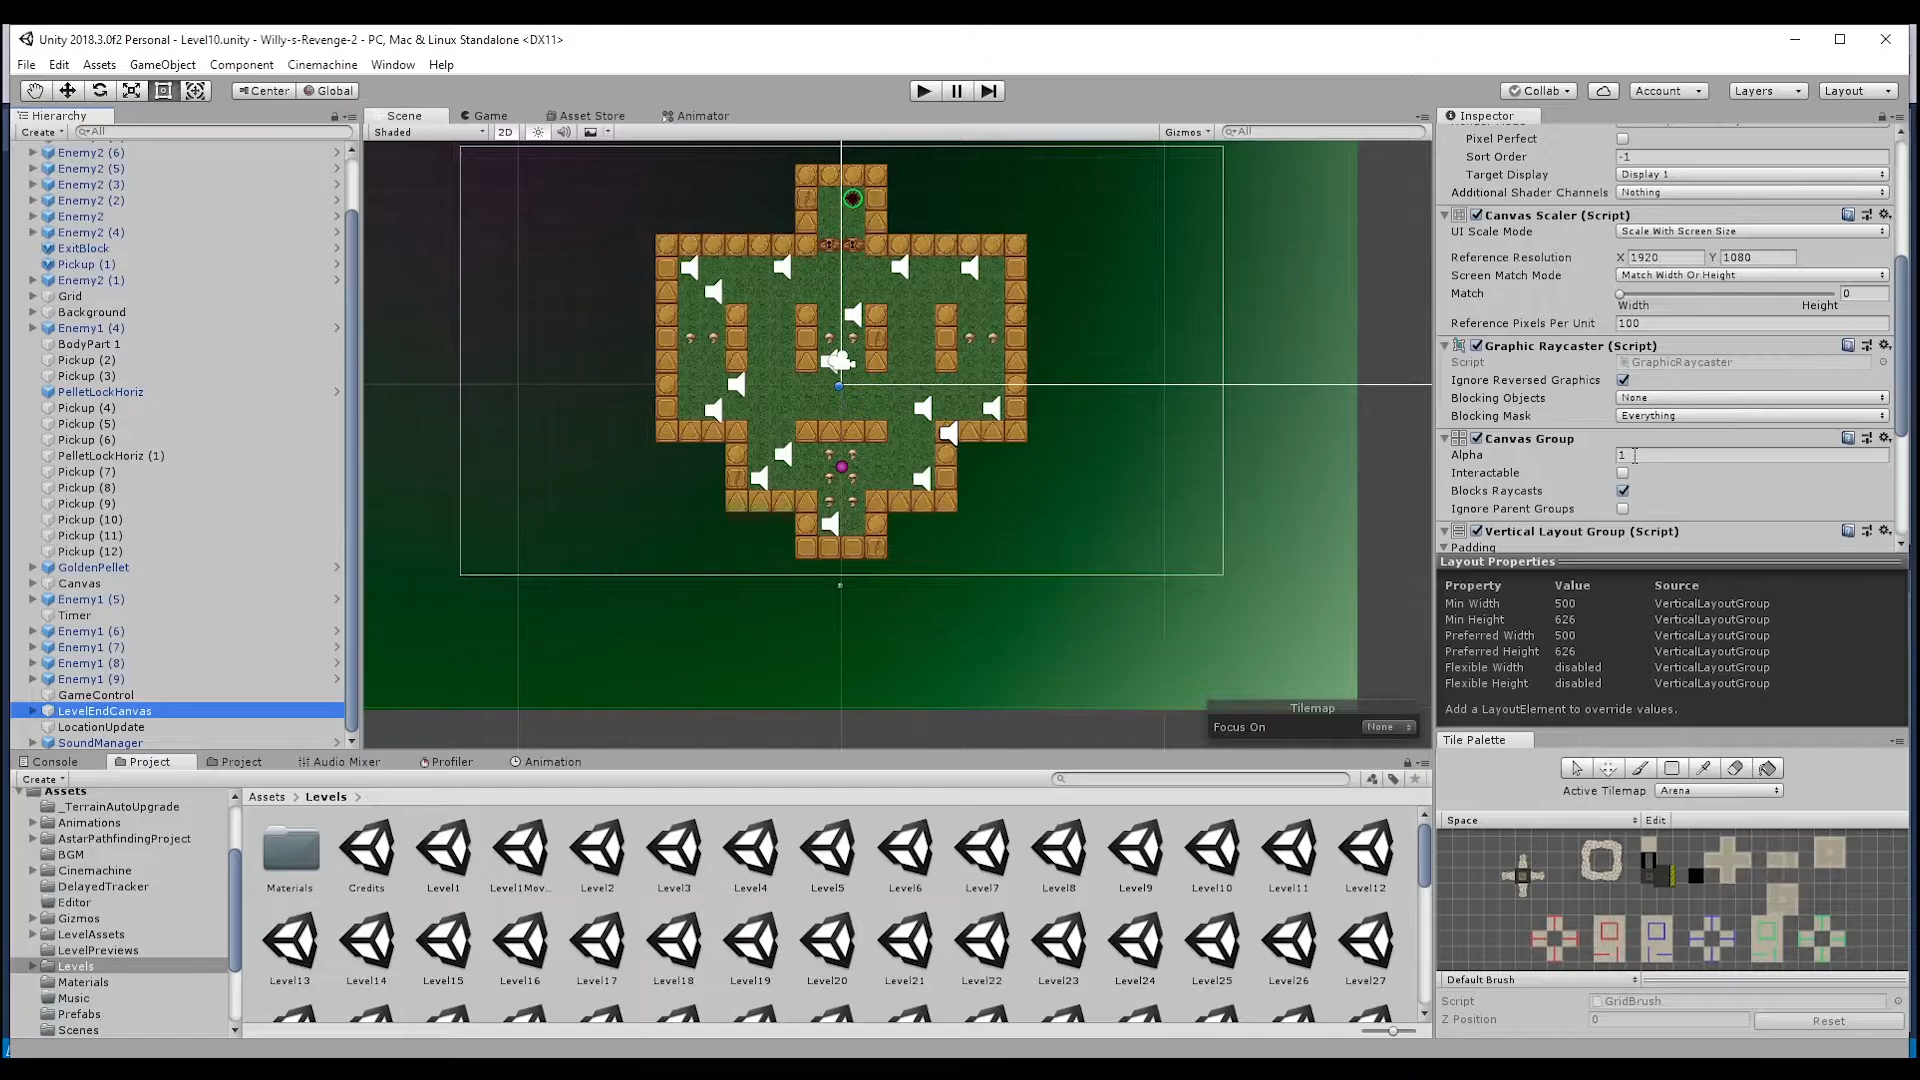 Unity 2018.3.0f2 Personal - Level10.unity - Willy-s-Revenge-2 - PC, Mac & Linux Standalone <DX11>
File Edit Assets GameObject Component Cinemachine Window Help
Center Global Collab Account Layers Layout
Hierarchy Scene Game Asset Store Animator Inspector
Create All Shaded 2D Gizmos All
Enemy2 (6)
Enemy2 (5)
Enemy2 (3)
Enemy2 (2)
Enemy2
Enemy2 (4)
ExitBlock
Pickup (1)
Enemy2 (1)
Grid
Background
Enemy1 (4)
BodyPart 1
Pickup (2)
Pickup (3)
PelletLockHoriz
Pickup (4)
Pickup (5)
Pickup (6)
PelletLockHoriz (1)
Pickup (7)
Pickup (8)
Pickup (9)
Pickup (10)
Pickup (11)
Pickup (12)
GoldenPellet
Canvas
Enemy1 (5)
Timer
Enemy1 (6)
Enemy1 (7)
Enemy1 (8)
Enemy1 (9)
GameControl
LevelEndCanvas
LocationUpdate
SoundManager
Tilemap
Focus On None
Pixel Perfect
Sort Order -1
Target Display Display 1
Additional Shader Channels Nothing
Canvas Scaler (Script)
UI Scale Mode Scale With Screen Size
Reference Resolution X 1920 Y 1080
Screen Match Mode Match Width Or Height
Match 0
Width Height
Reference Pixels Per Unit 100
Graphic Raycaster (Script)
Script GraphicRaycaster
Ignore Reversed Graphics
Blocking Objects None
Blocking Mask Everything
Canvas Group
Alpha 1
Interactable
Blocks Raycasts
Ignore Parent Groups
Vertical Layout Group (Script)
Padding
Layout Properties
Property Value Source
Min Width 500 VerticalLayoutGroup
Min Height 626 VerticalLayoutGroup
Preferred Width 500 VerticalLayoutGroup
Preferred Height 626 VerticalLayoutGroup
Flexible Width disabled VerticalLayoutGroup
Flexible Height disabled VerticalLayoutGroup
Add a LayoutElement to override values.
Tile Palette
Active Tilemap Arena
Space Edit
Default Brush
Script GridBrush
Z Position 0 Reset
Console Project Project Audio Mixer Profiler Animation
Create
Assets
_TerrainAutoUpgrade
Animations
AstarPathfindingProject
BGM
Cinemachine
DelayedTracker
Editor
Gizmos
LevelAssets
LevelPreviews
Levels
Materials
Music
Prefabs
Scenes
Assets > Levels >
Materials Credits Level1 Level1Mov... Level2 Level3 Level4 Level5 Level6 Level7 Level8 Level9 Level10 Level11 Level12
Level13 Level14 Level15 Level16 Level17 Level18 Level19 Level20 Level21 Level22 Level23 Level24 Level25 Level26 Level27